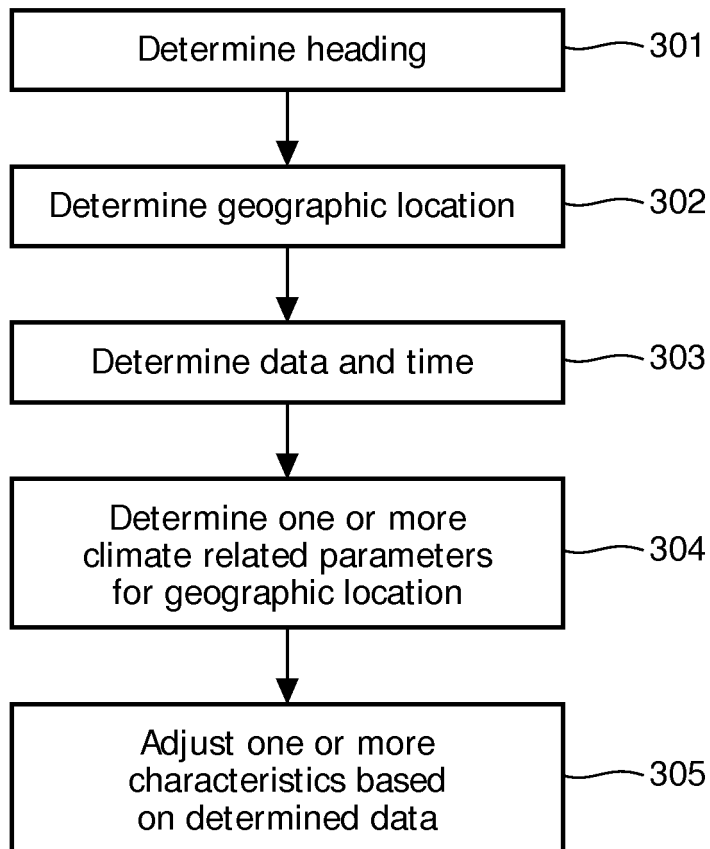 Determine heading
301
Determine geographic location
302
Determine data and time
303
Determine one or more
climate related parameters
for geographic location
304
Adjust one or more
characteristics based
on determined data
305